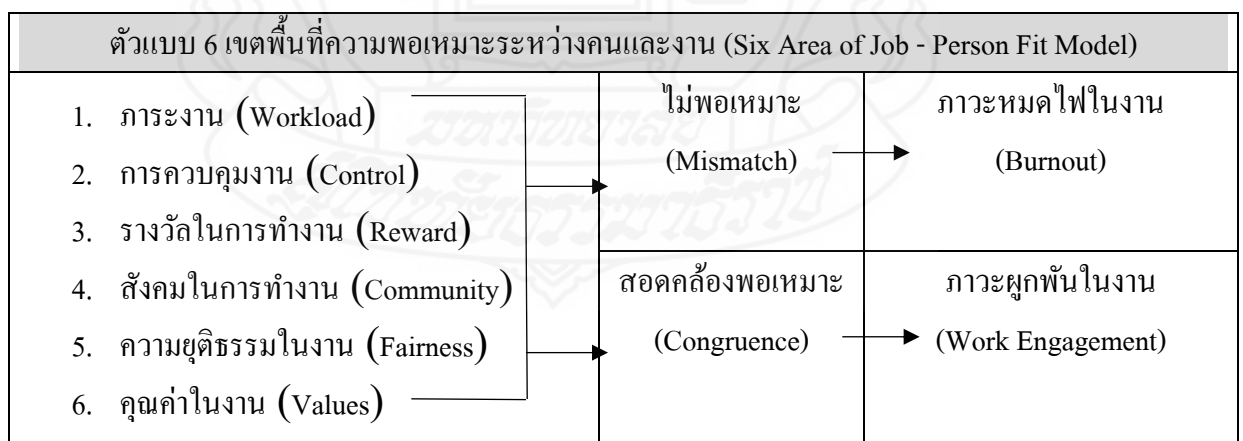 ตัวแบบ 6 เขตพื้นที่ความพอเหมาะระหว่างคนและงาน (Six Area of Job - Person Fit Model)
1. ภาระงาน (Workload)
2. การควบคุมงาน (Control)
3. รางวัลในการทำงาน (Reward)
4. สังคมในการทำงาน (Community)
5. ความยุติธรรมในงาน (Fairness)
6. คุณค่าในงาน (Values)
ไม่พอเหมาะ
(Mismatch)
ภาวะหมดไฟในงาน
(Burnout)
สอดคล้องพอเหมาะ
(Congruence)
ภาวะผูกพันในงาน
(Work Engagement)